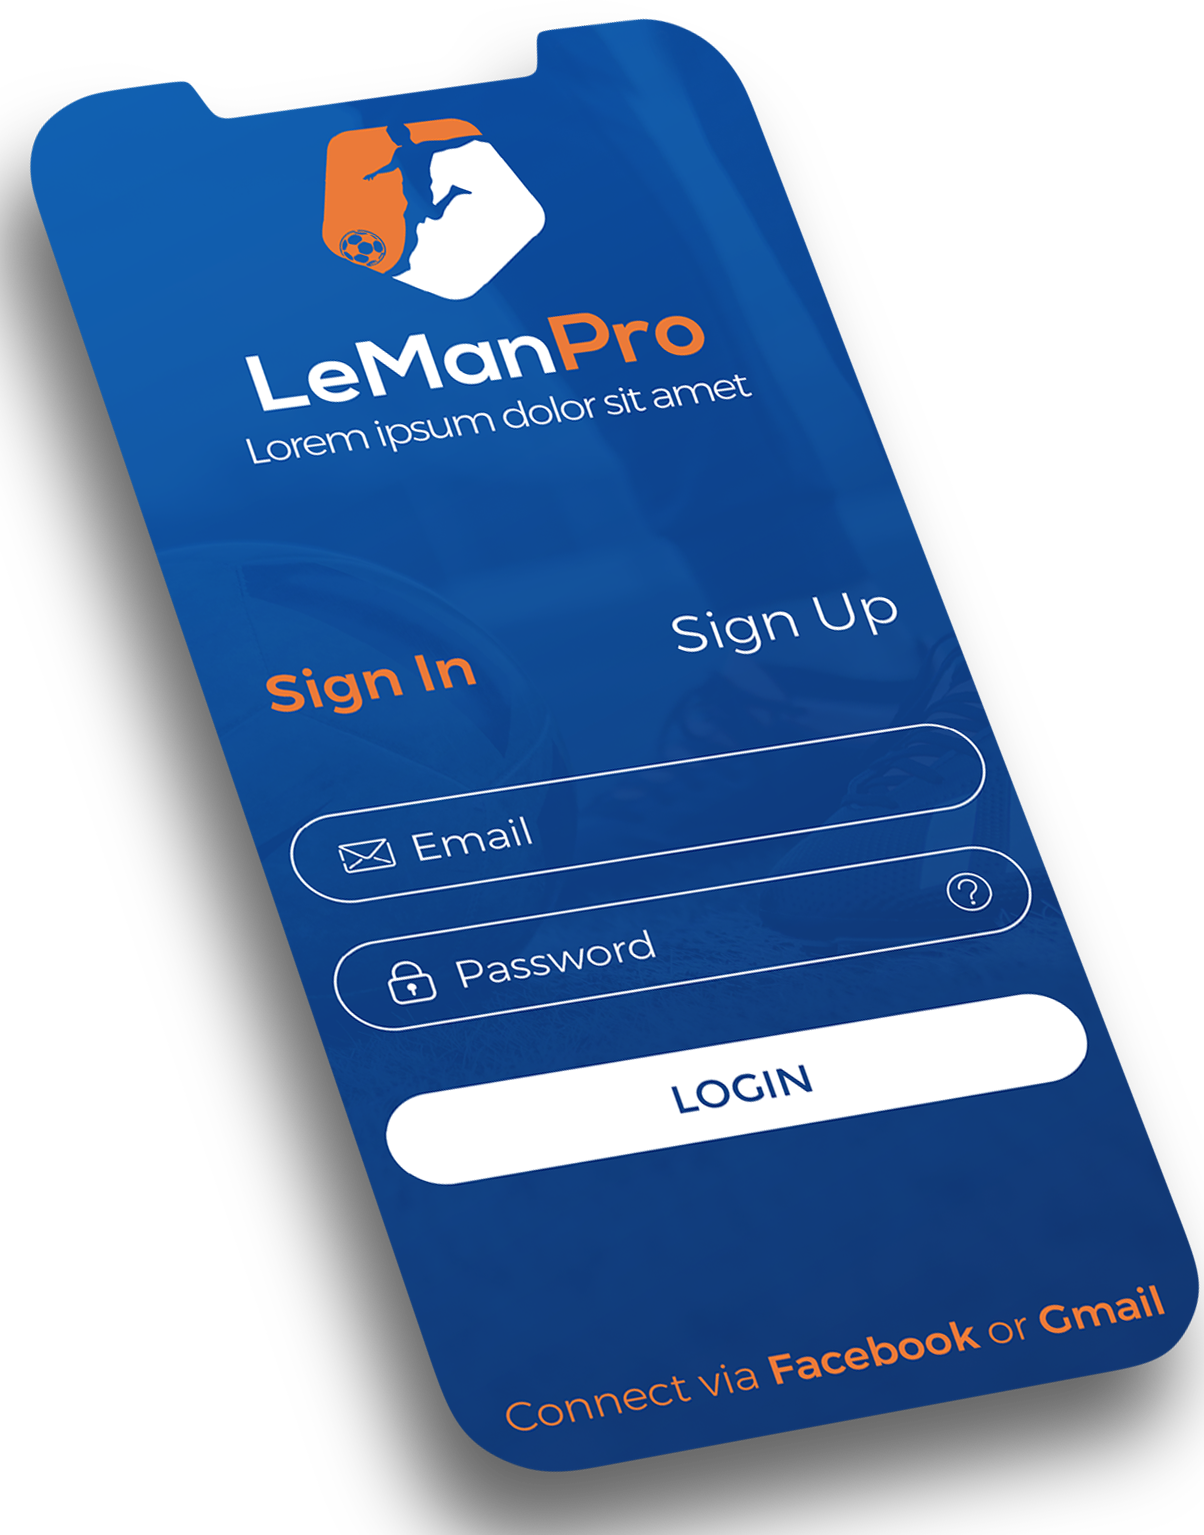 LeManPro
Lorem ipsum dolor sit amet
Sign In
Sign Up
Email
Password
?
LOGIN
Connect via Facebook or Gmail